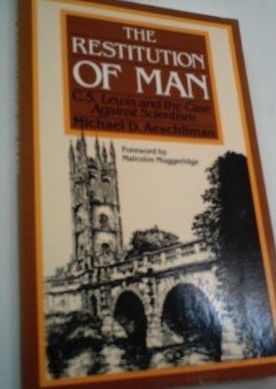 THE
RESTITUTION
OF MAN
C.S. Lewis and the Case
Against Scientism
Michael D. Aeschliman
Foreword by
Malcolm Muggeridge